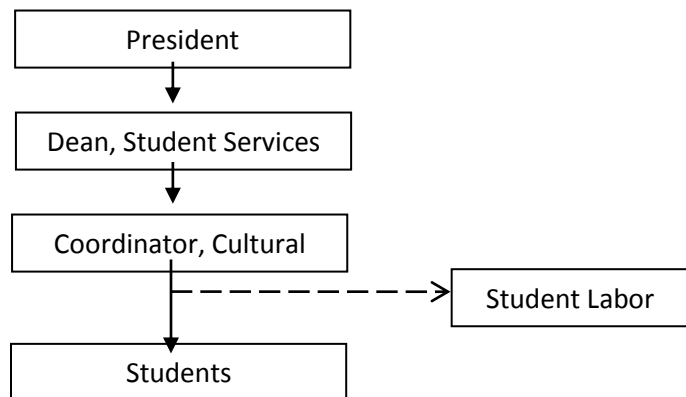 President
Dean, Student Services
Coordinator, Cultural
Student Labor
Students